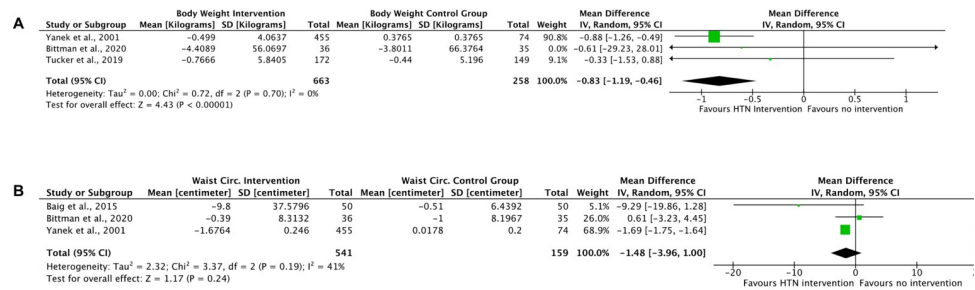 A
Body Weight Intervention Body Weight Control Group Mean Difference Mean Difference
Study or Subgroup Mean [Kilograms] SD [Kilograms] Total Mean [Kilograms] SD [Kilograms] Total Weight IV, Random, 95% CI IV, Random, 95% CI
Yanek et al., 2001 -0.499 4.0637 455 0.3765 0.3765 74 90.8% -0.88 [-1.26, -0.49]
Bittman et al., 2020 -4.4089 56.0697 36 -3.8011 66.3764 35 0.0% -0.61 [-29.23, 28.01]
Tucker et al., 2019 -0.7666 5.8405 172 -0.44 5.196 149 9.1% -0.33 [-1.53, 0.88]
Total (95% CI) 663 258 100.0% -0.83 [-1.19, -0.46]
Heterogeneity: Tau² = 0.00; Chi² = 0.72, df = 2 (P = 0.70); I² = 0%
Test for overall effect: Z = 4.43 (P < 0.00001)
-1 -0.5 0 0.5 1
Favours HTN Intervention Favours no intervention
B
Waist Circ. Intervention Waist Circ. Control Group Mean Difference Mean Difference
Study or Subgroup Mean [centimeter] SD [centimeter] Total Mean [centimeter] SD [centimeter] Total Weight IV, Random, 95% CI IV, Random, 95% CI
Baig et al., 2015 -9.8 37.5796 50 -0.51 6.4392 50 5.1% -9.29 [-19.86, 1.28]
Bittman et al., 2020 -0.39 8.3132 36 -1 8.1967 35 26.0% 0.61 [-3.23, 4.45]
Yanek et al., 2001 -1.6764 0.246 455 0.0178 0.2 74 68.9% -1.69 [-1.75, -1.64]
Total (95% CI) 541 159 100.0% -1.48 [-3.96, 1.00]
Heterogeneity: Tau² = 2.32; Chi² = 3.37, df = 2 (P = 0.19); I² = 41%
Test for overall effect: Z = 1.17 (P = 0.24)
-20 -10 0 10
Favours HTN Intervention Favours no intervention